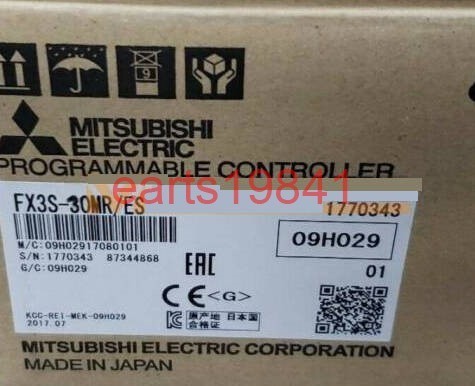 9
MITSUBISHI
ELECTRIC
PROGRAMMABLE CONTROLLER
earts19841
FX3S-30MR/ES
1770343
M/C:09H02917080101
S/N:1770343 87344868
G/C:09H029
09H029
EAC
01
CE <G>
KCC-REI-MEK-09H029
2017.07
原产地 日本国
合格证
MITSUBISHI ELECTRIC CORPORATION
MADE IN JAPAN